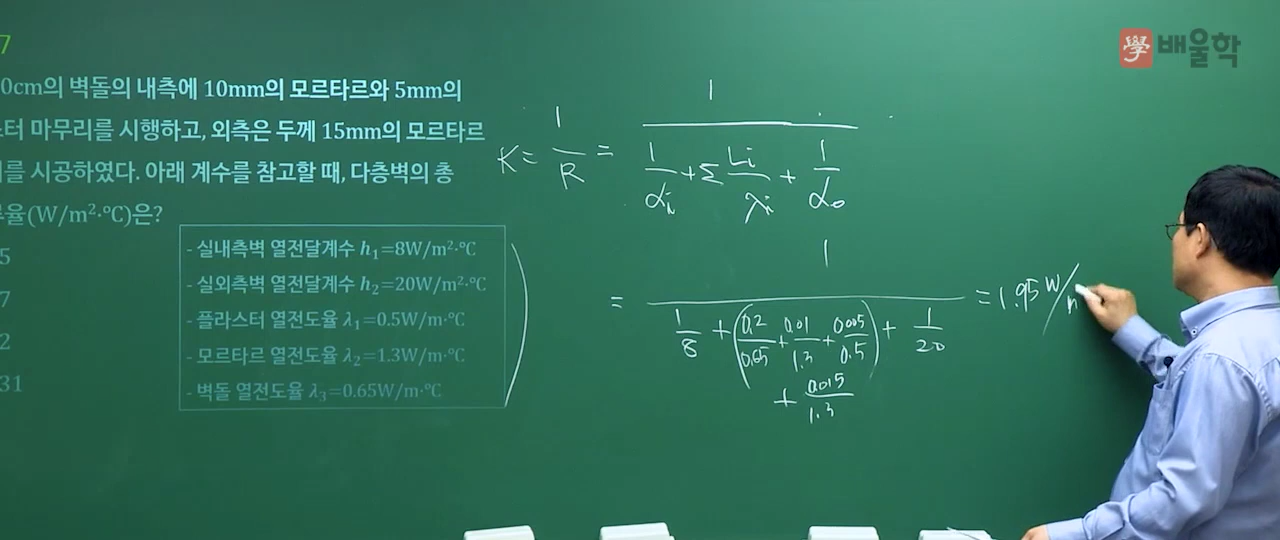 學 배울학
7
0cm의 벽돌의 내측에 10mm의 모르타르와 5mm의
터 마무리를 시행하고, 외측은 두께 15mm의 모르타르
를 시공하였다. 아래 계수를 참고할 때, 다층벽의 총
율(W/m²·℃)은?
5
7
2
31
- 실내측벽 열전달계수 h₁=8W/m²·℃
- 실외측벽 열전달계수 h₂=20W/m²·℃
- 플라스터 열전도율 λ₁=0.5W/m·℃
- 모르타르 열전도율 λ₂=1.3W/m·℃
- 벽돌 열전도율 λ₃=0.65W/m·℃
K = 1/R = 1/(1/αi + Σ Li/λi + 1/αo)
= 1/(1/8 + (0.2/0.65 + 0.01/1.3 + 0.005/0.5) + 1/20
+ 0.015/1.3) = 1.95 W/m